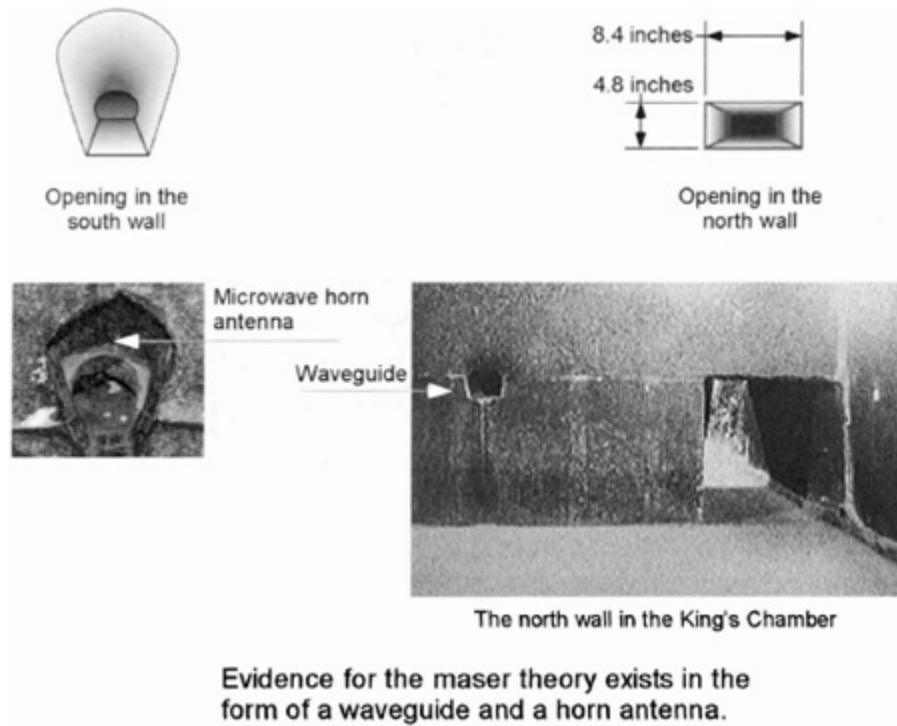 8.4 inches
4.8 inches
Opening in the
south wall
Opening in the
north wall
Microwave horn
antenna
Waveguide
The north wall in the King's Chamber
Evidence for the maser theory exists in the
form of a waveguide and a horn antenna.